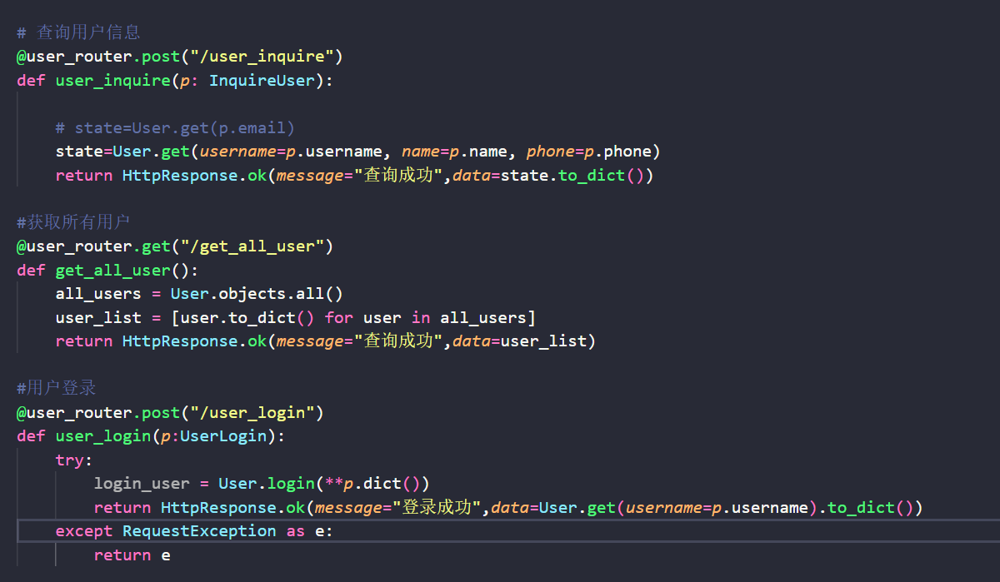 # 查询用户信息
@user_router.post("/user_inquire")
def user_inquire(p: InquireUser):
# state=User.get(p.email)
state=User.get(username=p.username, name=p.name, phone=p.phone)
return HttpResponse.ok(message="查询成功",data=state.to_dict())
#获取所有用户
@user_router.get("/get_all_user")
def get_all_user():
all_users = User.objects.all()
user_list = [user.to_dict() for user in all_users]
return HttpResponse.ok(message="查询成功",data=user_list)
#用户登录
@user_router.post("/user_login")
def user_login(p:UserLogin):
try:
login_user = User.login(**p.dict())
return HttpResponse.ok(message="登录成功",data=User.get(username=p.username).to_dict())
except RequestException as e:
return e